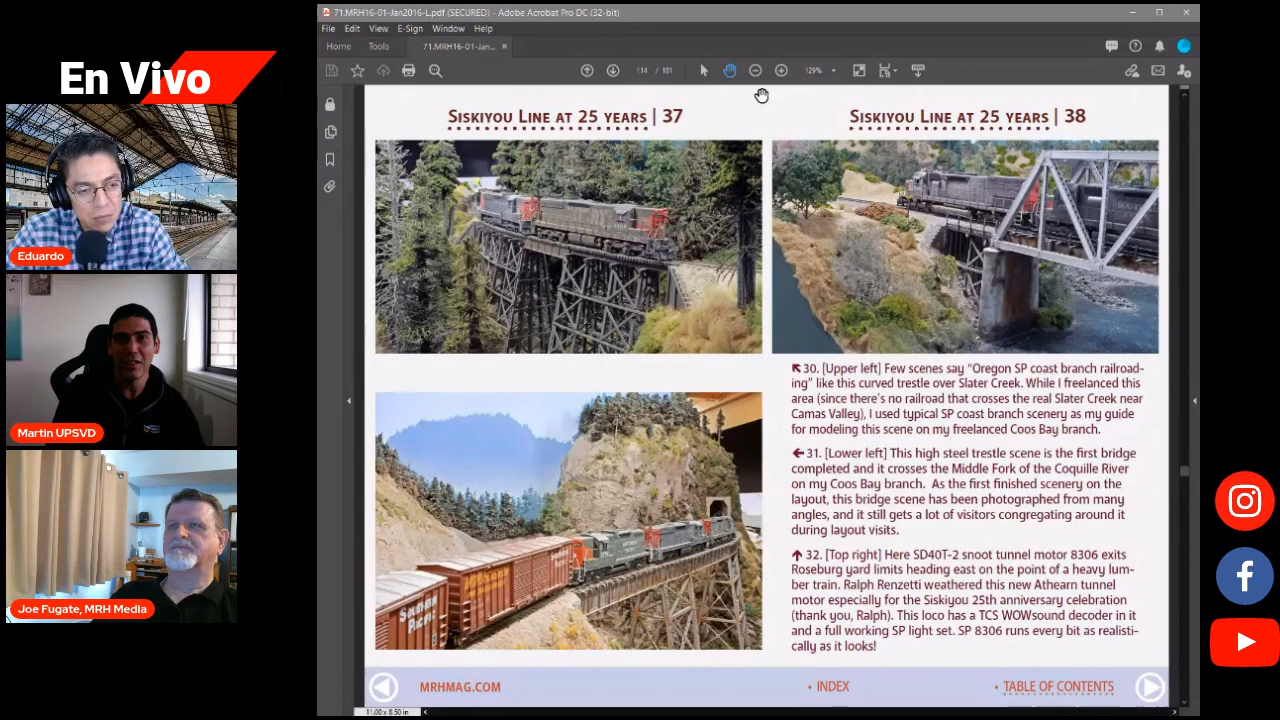 En Vivo
Eduardo
Martin UPSVD
Joe Fugate, MRH Media
71.MRH16-01-Jan2016-L.pdf (SECURED) - Adobe Acrobat Pro DC (32-bit)
File Edit View E-Sign Window Help
Home Tools 71.MRH16-01-Jan... ×
114 / 181 129%
Siskiyou Line at 25 years | 37
Siskiyou Line at 25 years | 38
30. [Upper left] Few scenes say “Oregon SP coast branch railroad-
ing” like this curved trestle over Slater Creek. While I freelanced this
area (since there’s no railroad that crosses the real Slater Creek near
Camas Valley), I used typical SP coast branch scenery as my guide
for modeling this scene on my freelanced Coos Bay branch.
31. [Lower left] This high steel trestle scene is the first bridge
completed and it crosses the Middle Fork of the Coquille River
on my Coos Bay branch. As the first finished scenery on the
layout, this bridge scene has been photographed from many
angles, and it still gets a lot of visitors congregating around it
during layout visits.
32. [Top right] Here SD40T-2 snoot tunnel motor 8306 exits
Roseburg yard limits heading east on the point of a heavy lum-
ber train. Ralph Renzetti weathered this new Athearn tunnel
motor especially for the Siskiyou 25th anniversary celebration
(thank you, Ralph). This loco has a TCS WOWsound decoder in it
and a full working SP light set. SP 8306 runs every bit as realisti-
cally as it looks!
Southern
Pacific
MRHMAG.COM
• INDEX
• TABLE OF CONTENTS
11.00 x 8.50 in